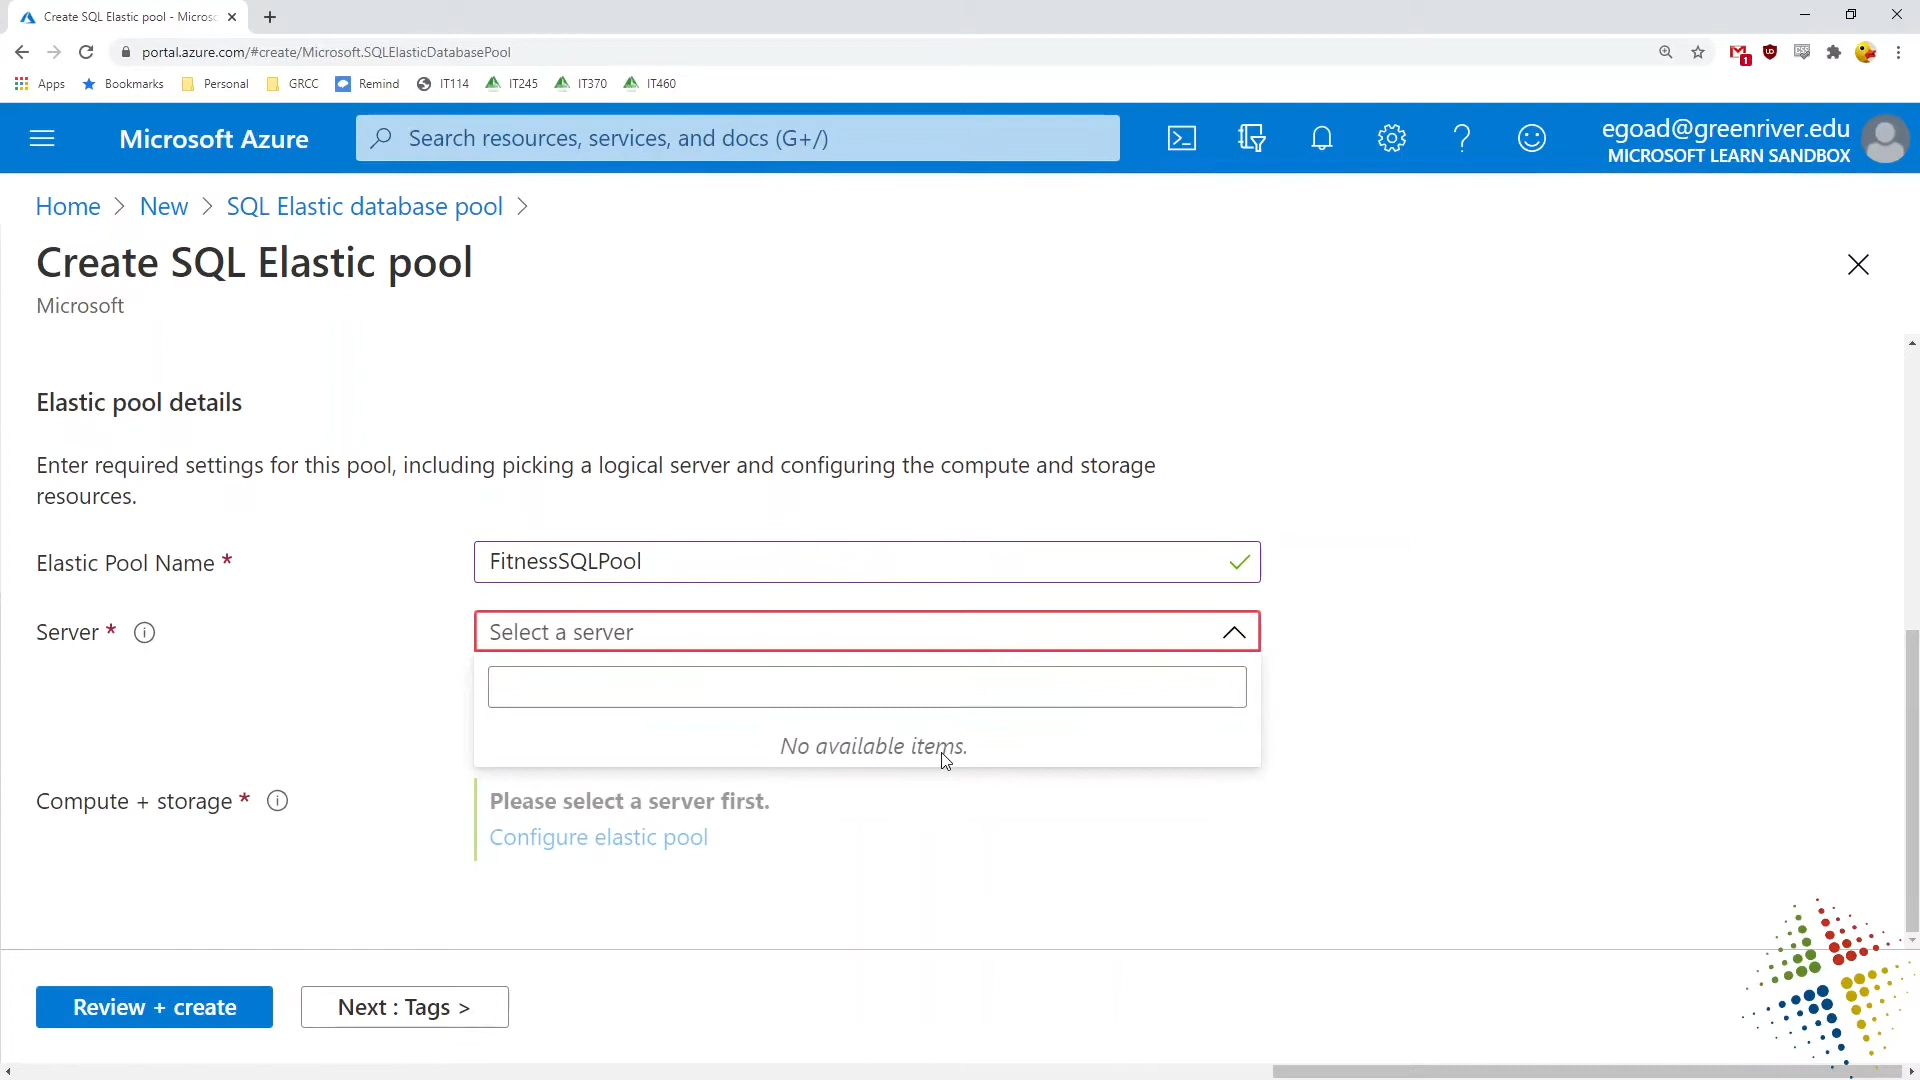 Create SQL Elastic pool - Micros
portal.azure.com/#create/Microsoft.SQLElasticDatabasePool
1
Apps Bookmarks Personal GRCC Remind IT114 IT245 IT370 IT460
Microsoft Azure
Search resources, services, and docs (G+/)
egoad@greenriver.edu
MICROSOFT LEARN SANDBOX
Home > New > SQL Elastic database pool >
Create SQL Elastic pool
Microsoft
Elastic pool details
Enter required settings for this pool, including picking a logical server and configuring the compute and storage
resources.
Elastic Pool Name *
FitnessSQLPool
Server *
Select a server
No available items.
Compute + storage *
Please select a server first.
Configure elastic pool
Review + create
Next : Tags >